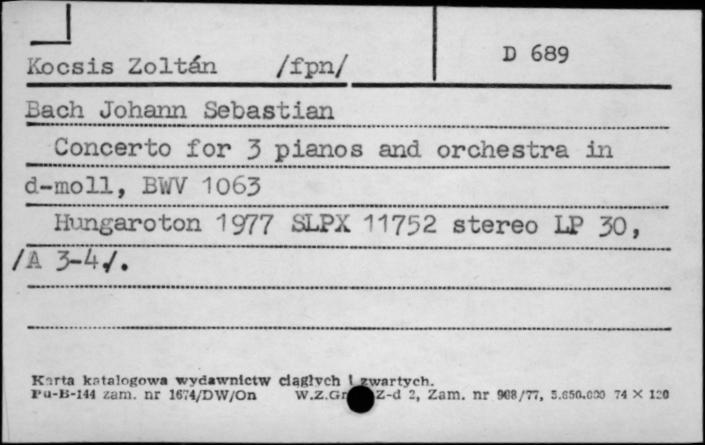 Kocsis Zoltán /fpn/ D 689
Bach Johann Sebastian
Concerto for 3 pianos and orchestra in
d-moll, BWV 1063
Hungaroton 1977 SLPX 11752 stereo LP 30,
/A 3-4/.
Karta katalogowa wydawnictw ciągłych i zwartych.
Pu-B-144 zam. nr 1674/DW/On W.Z.Gr Z-d 2, Zam. nr 908/77, 5.650.000 74 × 120